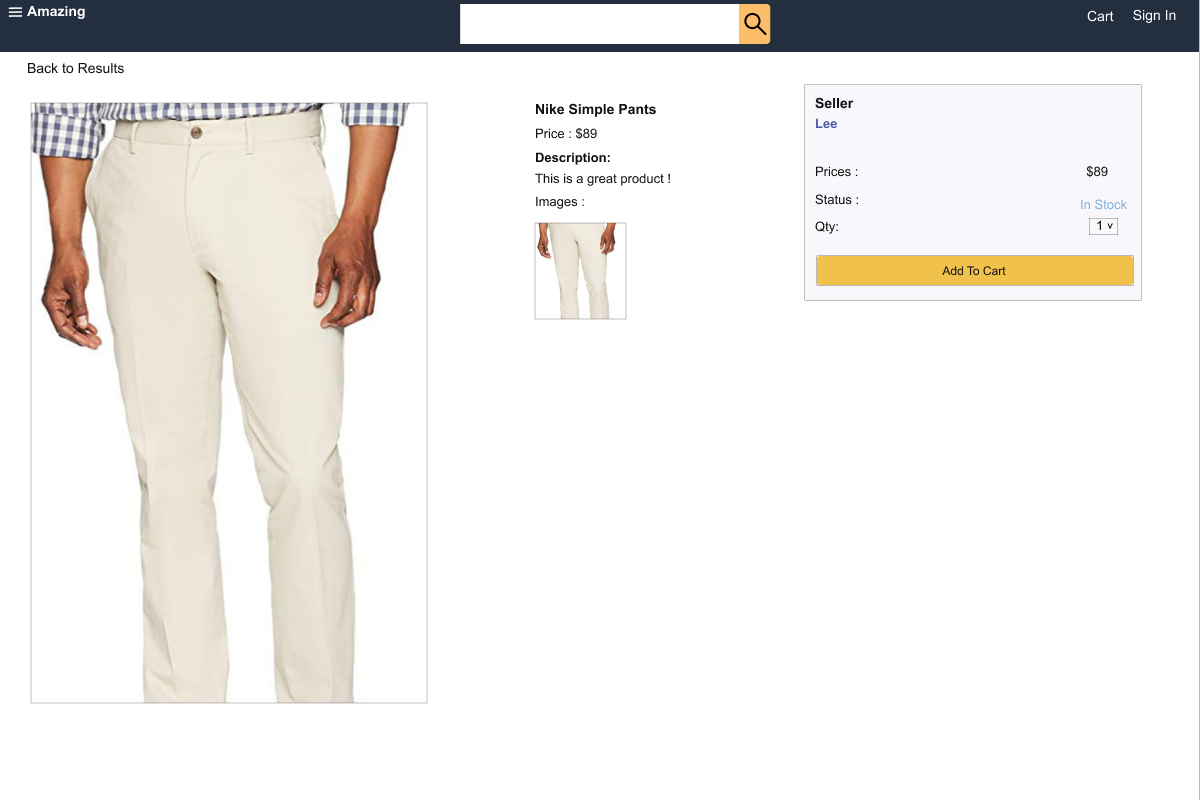 Amazing
Cart
Sign In
Back to Results
Nike Simple Pants
Price : $89
Description:
This is a great product !
Images :
Seller
Lee
Prices :
$89
Status :
In Stock
Qty:
1 v
Add To Cart